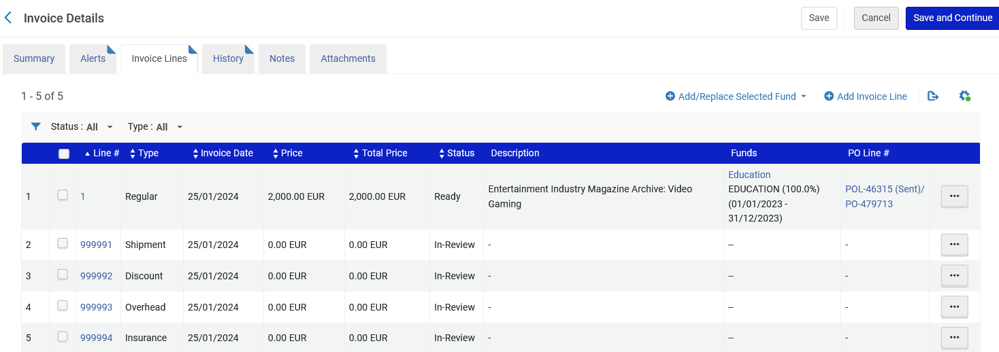 Invoice Details
Save
Cancel
Save and Continue
Summary
Alerts
Invoice Lines
History
Notes
Attachments
1 - 5 of 5
Add/Replace Selected Fund
Add Invoice Line
Status : All
Type : All
Line # Type Invoice Date Price Total Price Status Description Funds PO Line #
Education
1 1 Regular 25/01/2024 2,000.00 EUR 2,000.00 EUR Ready Entertainment Industry Magazine Archive: Video EDUCATION (100.0%) POL-46315 (Sent)/ ...
Gaming (01/01/2023 - PO-479713
31/12/2023)
2 999991 Shipment 25/01/2024 0.00 EUR 0.00 EUR In-Review - -- - ...
3 999992 Discount 25/01/2024 0.00 EUR 0.00 EUR In-Review - -- - ...
4 999993 Overhead 25/01/2024 0.00 EUR 0.00 EUR In-Review - -- - ...
5 999994 Insurance 25/01/2024 0.00 EUR 0.00 EUR In-Review - -- - ...